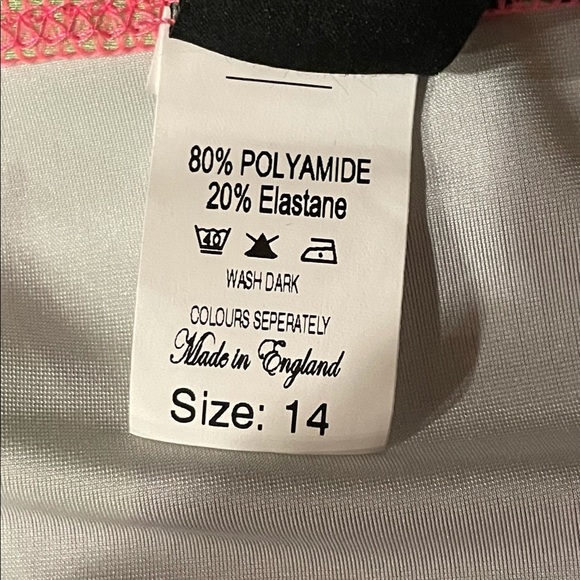 80% POLYAMIDE
20% Elastane
40
WASH DARK
COLOURS SEPERATELY
Made in England
Size: 14